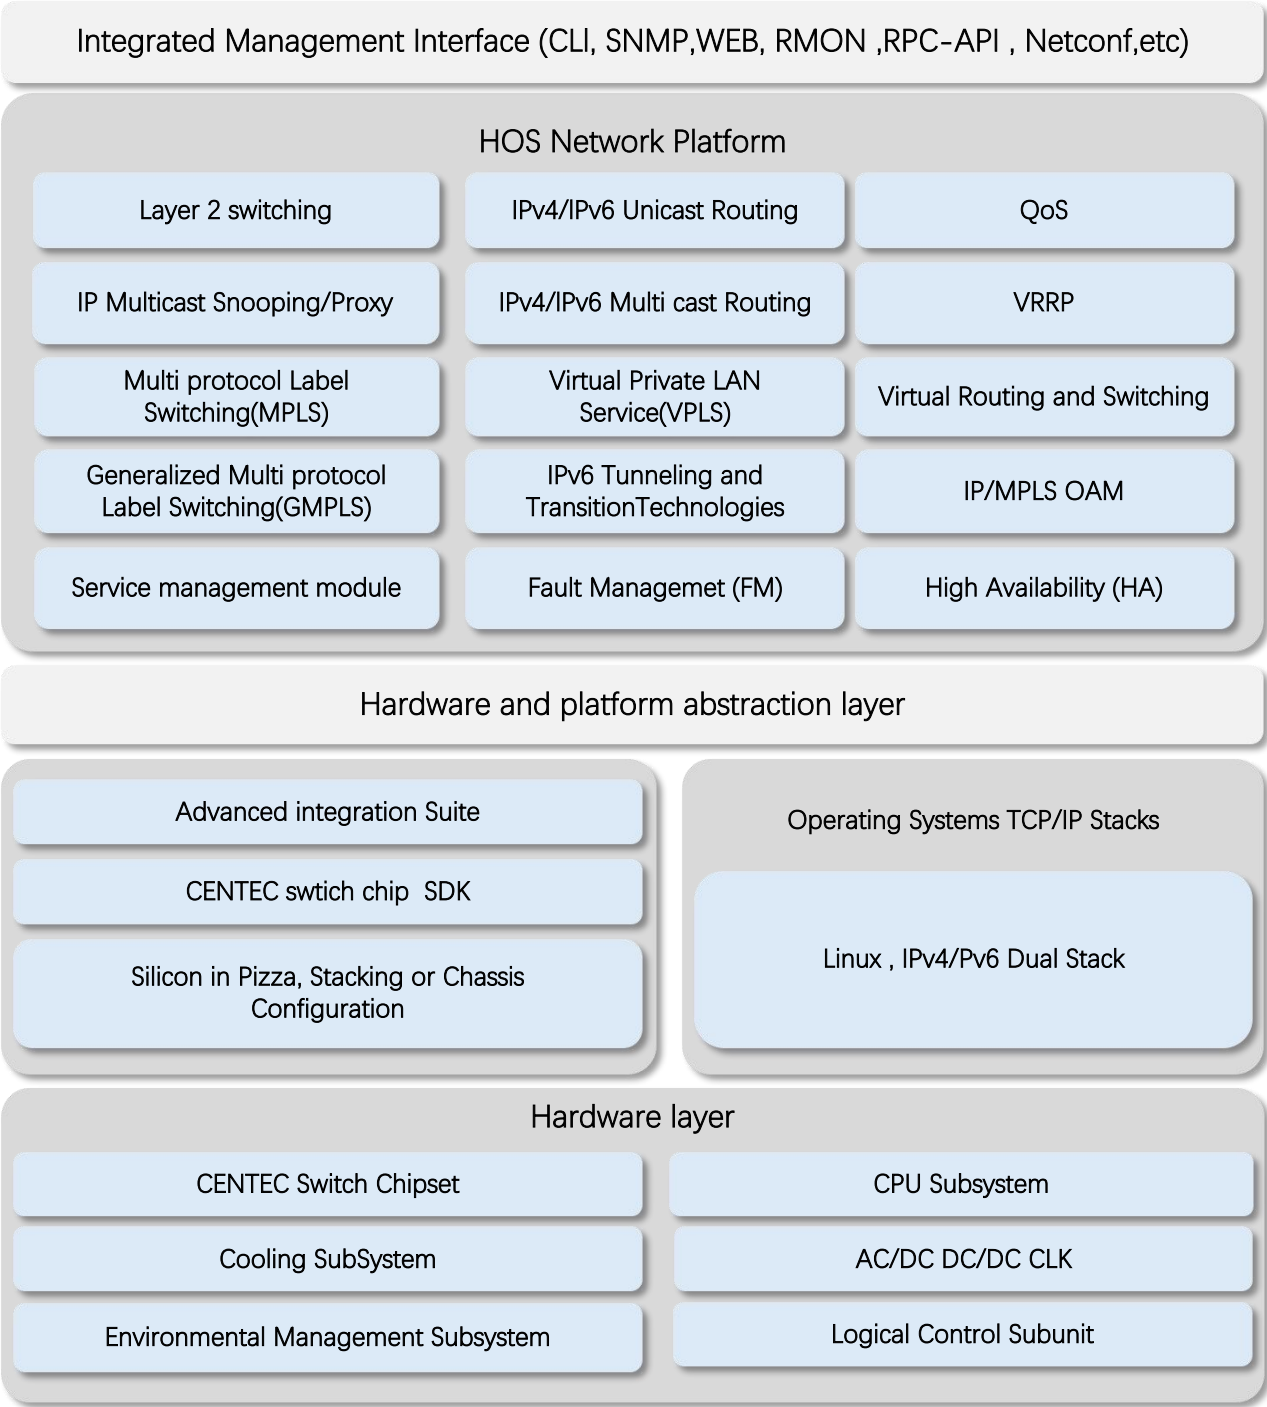 Integrated Management Interface (CLI, SNMP,WEB, RMON ,RPC-API , Netconf,etc)
HOS Network Platform
Layer 2 switching
IPv4/IPv6 Unicast Routing
QoS
IP Multicast Snooping/Proxy
IPv4/IPv6 Multi cast Routing
VRRP
Multi protocol Label
Switching(MPLS)
Virtual Private LAN
Service(VPLS)
Virtual Routing and Switching
Generalized Multi protocol
Label Switching(GMPLS)
IPv6 Tunneling and
TransitionTechnologies
IP/MPLS OAM
Service management module
Fault Managemet (FM)
High Availability (HA)
Hardware and platform abstraction layer
Advanced integration Suite
CENTEC swtich chip  SDK
Silicon in Pizza, Stacking or Chassis
Configuration
Operating Systems TCP/IP Stacks
Linux , IPv4/Pv6 Dual Stack
Hardware layer
CENTEC Switch Chipset
CPU Subsystem
Cooling SubSystem
AC/DC DC/DC CLK
Environmental Management Subsystem
Logical Control Subunit